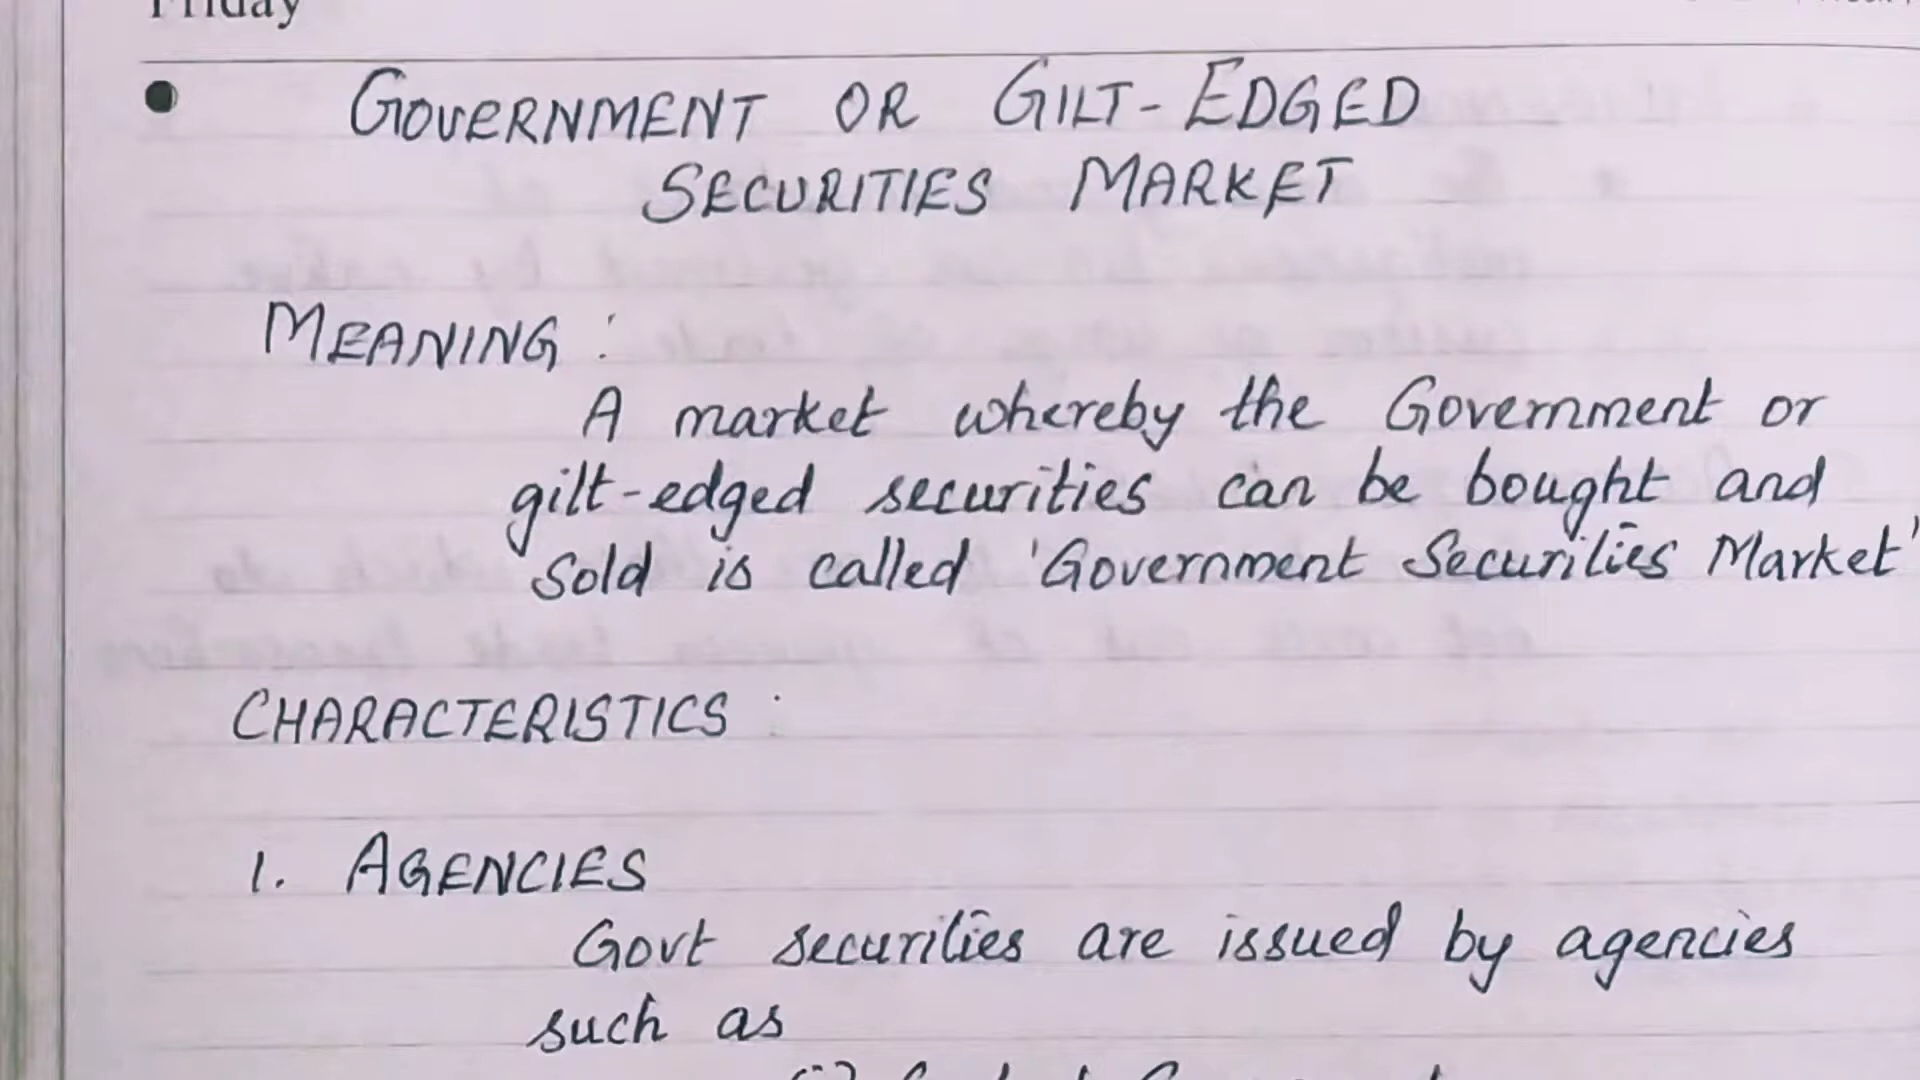 Friday
• GOVERNMENT OR GILT-EDGED
SECURITIES MARKET
MEANING :
A market whereby the Government or
gilt-edged securities can be bought and
sold is called 'Government Securities Market'
CHARACTERISTICS :
1. AGENCIES
Govt securities are issued by agencies
such as